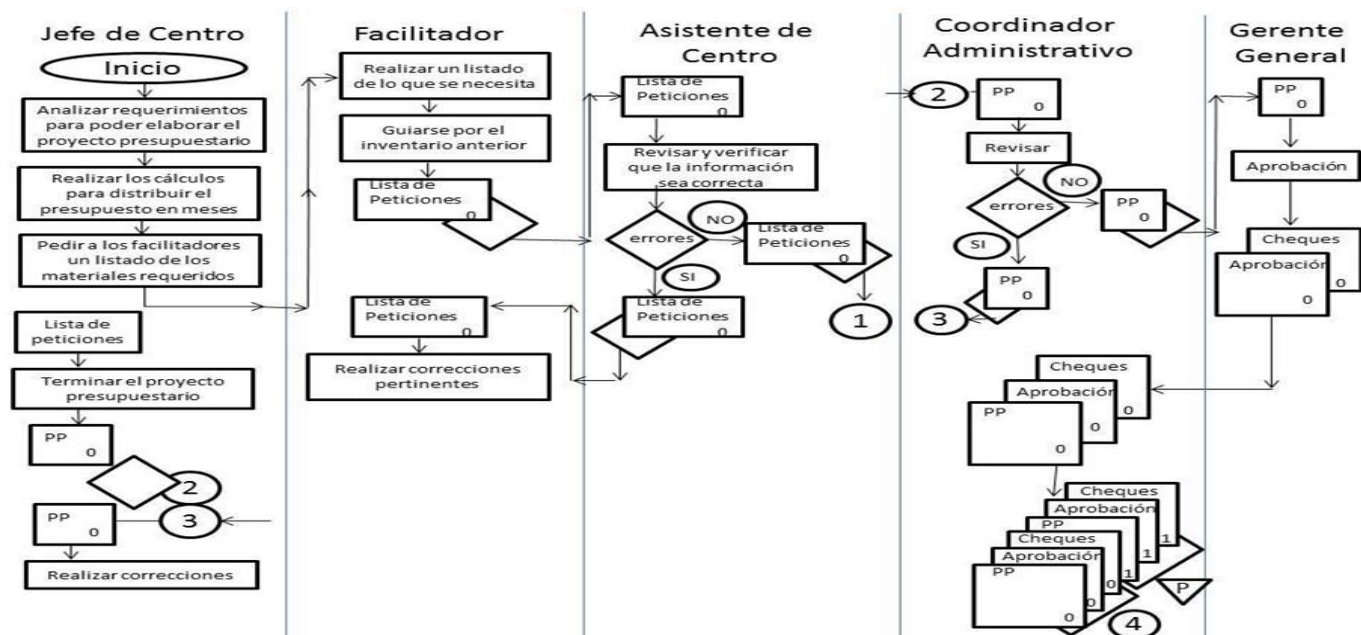 Jefe de Centro
Inicio
Analizar requerimientos
para poder elaborar el
proyecto presupuestario
Realizar los cálculos
para distribuir el
presupuesto en meses
Pedir a los facilitadores
un listado de los
materiales requeridos
Lista de
peticiones
Terminar el proyecto
presupuestario
PP
0
2
PP
0
3
Realizar correcciones
Facilitador
Realizar un listado
de lo que se necesita
Guiarse por el
inventario anterior
Lista de
Peticiones
0
Lista de
Peticiones
0
Realizar correcciones
pertinentes
Asistente de
Centro
Lista de
Peticiones
0
Revisar y verificar
que la información
sea correcta
errores
NO
Lista de
Peticiones
0
SI
Lista de
Peticiones
0
1
Coordinador
Administrativo
2
PP
0
Revisar
errores
NO
PP
0
SI
PP
0
3
Cheques
0
Aprobación
0
PP
0
Cheques
1
Aprobación
1
PP
1
Cheques
0
Aprobación
0
PP
0
P
4
Gerente
General
PP
0
Aprobación
Cheques
0
Aprobación
0